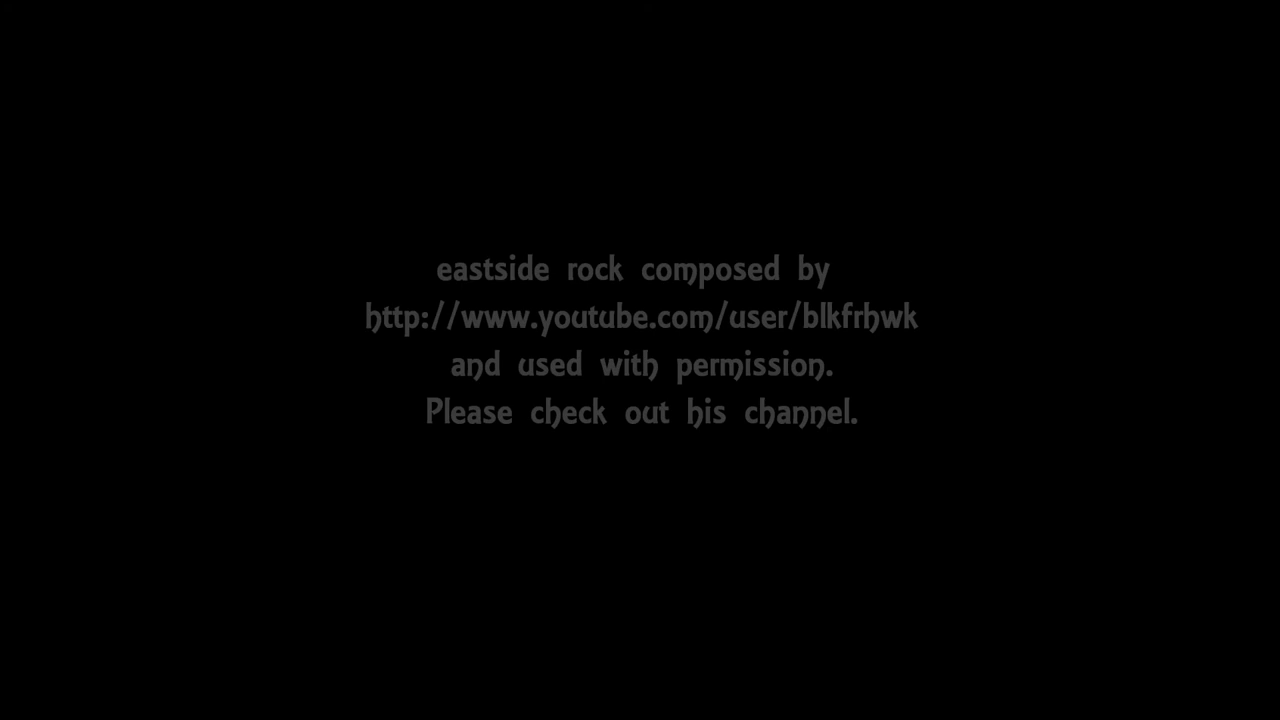 eastside rock composed by
http://www.youtube.com/user/blkfrhwk
and used with permission.
Please check out his channel.